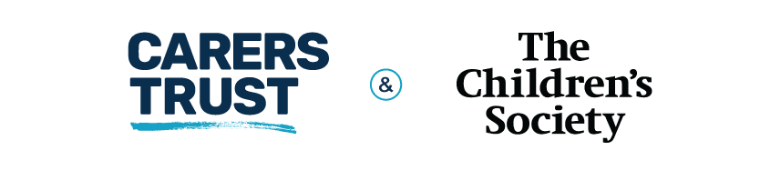 CARERS
TRUST
&
The
Children's
Society